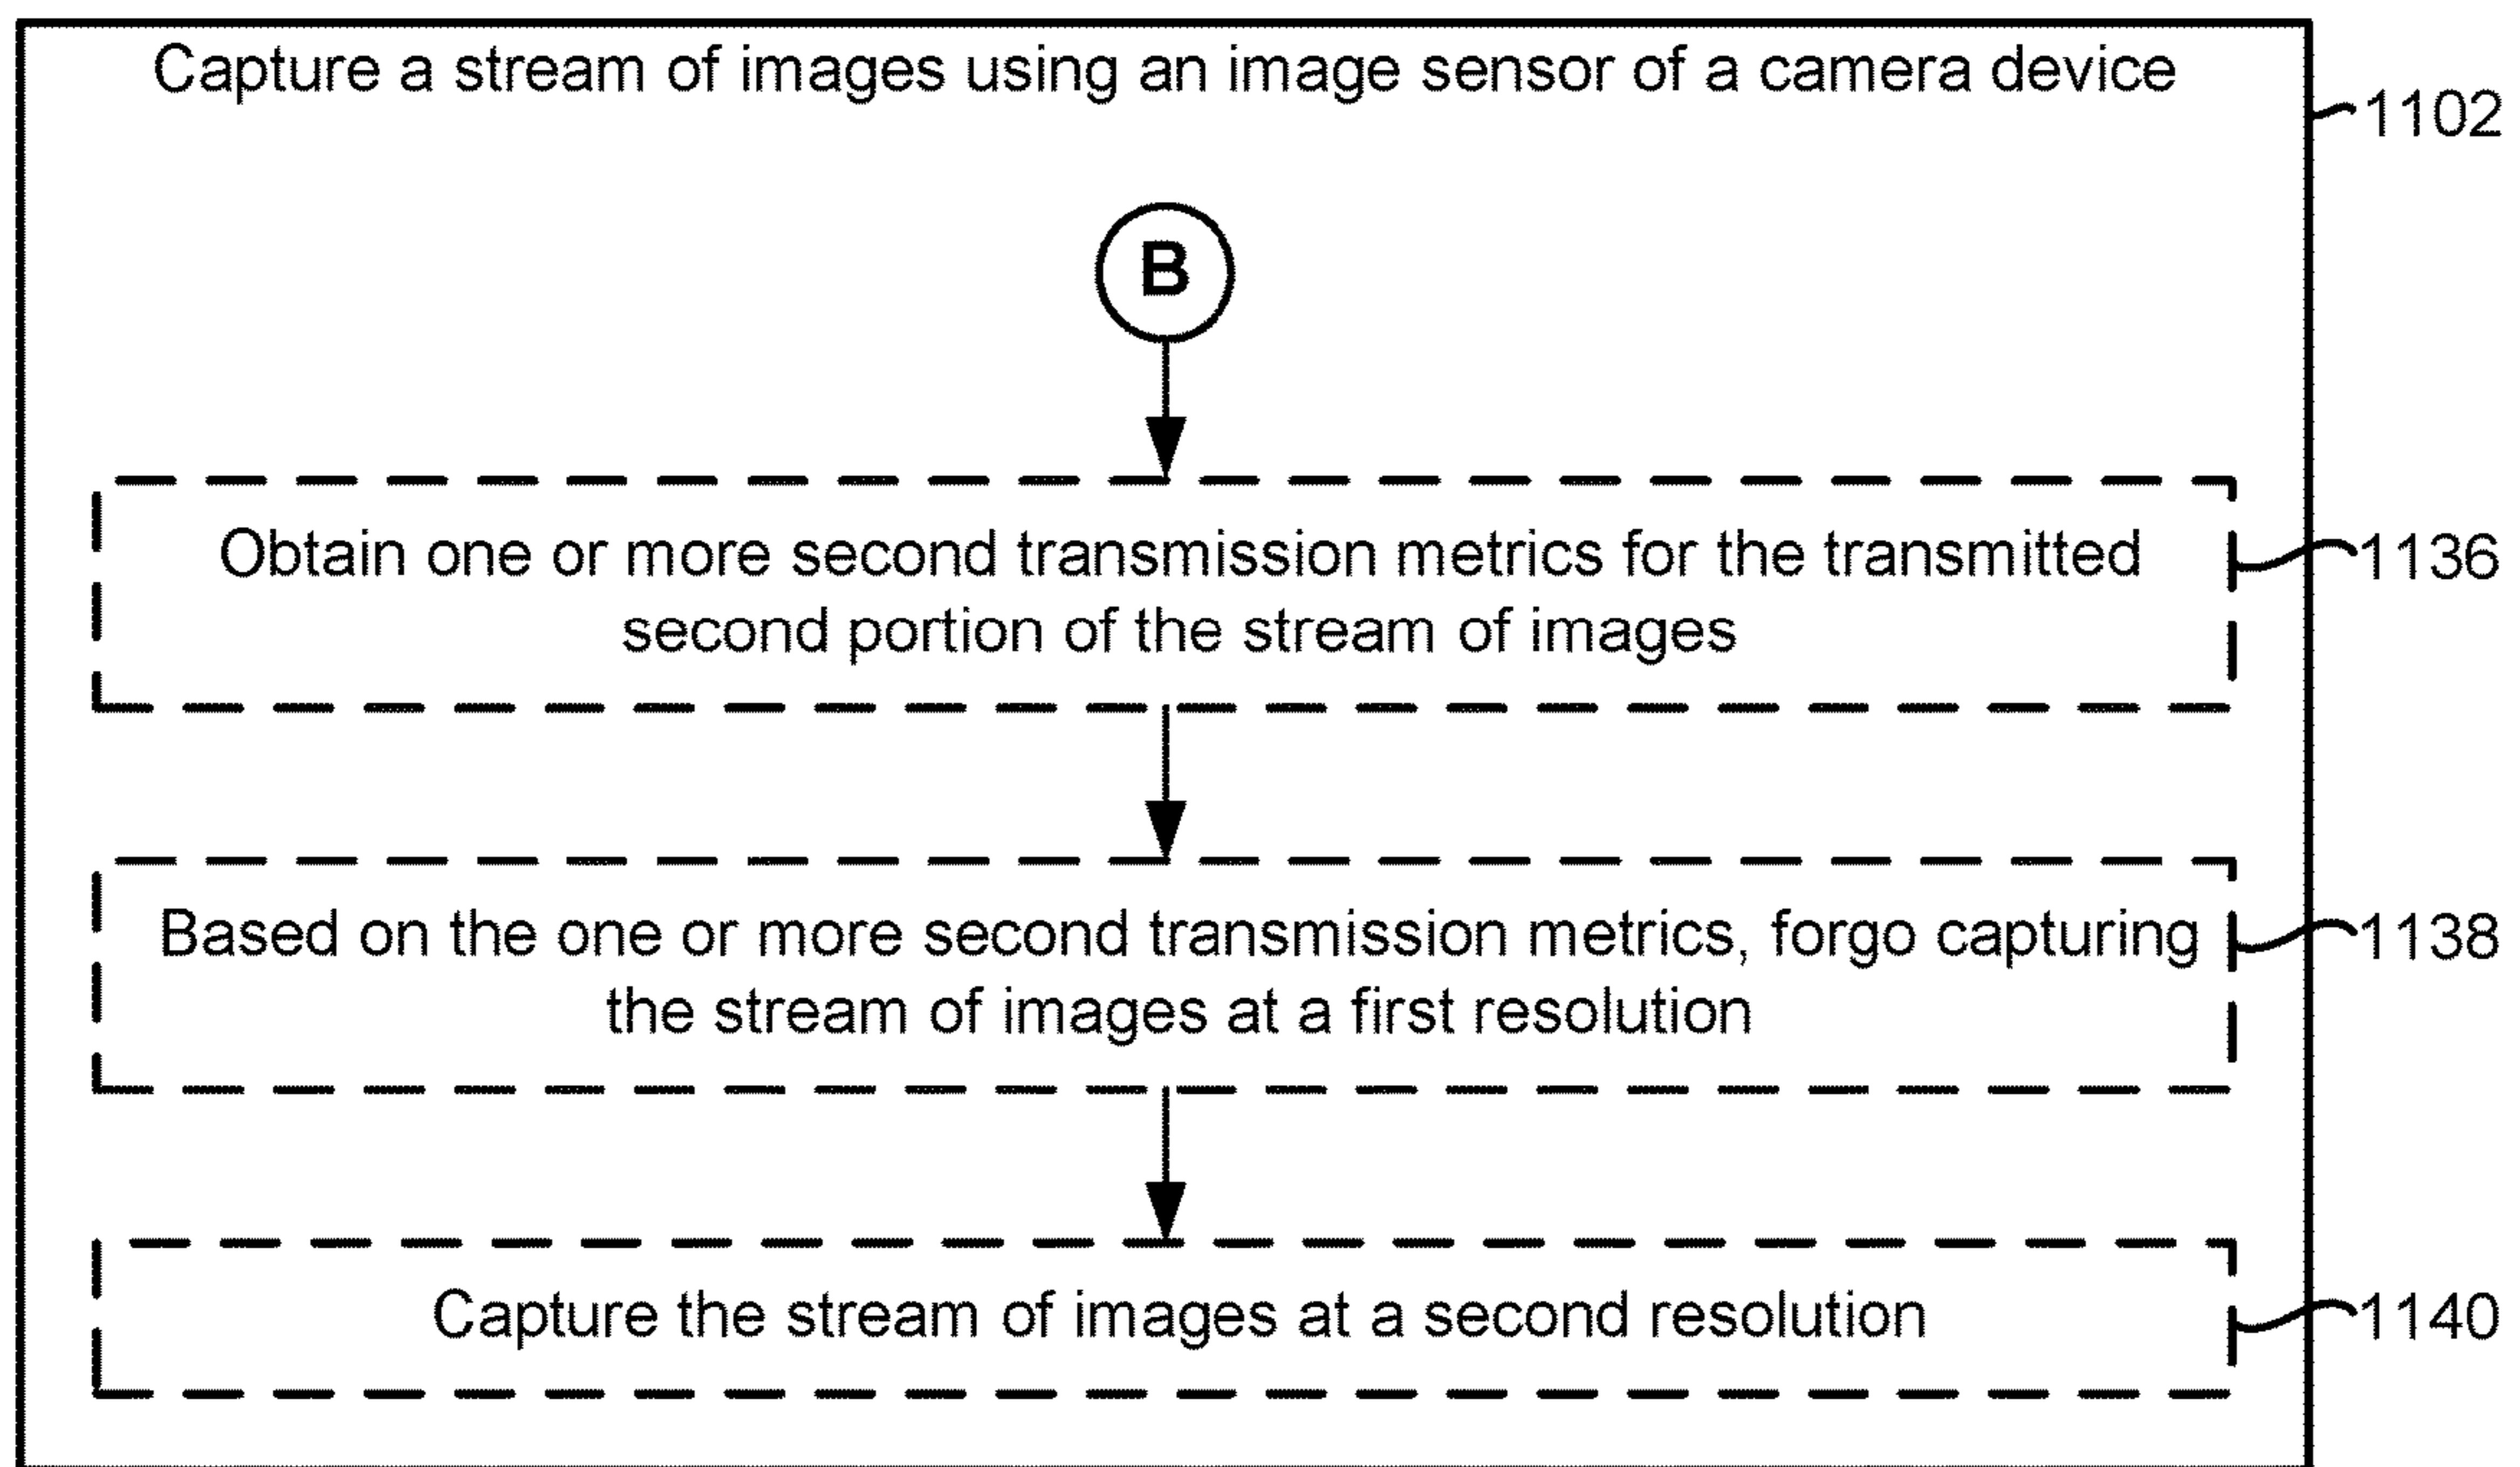 Capture a stream of images using an image sensor of a camera device
1102
B
Obtain one or more second transmission metrics for the transmitted
second portion of the stream of images
1136
Based on the one or more second transmission metrics, forgo capturing
the stream of images at a first resolution
1138
Capture the stream of images at a second resolution
1140